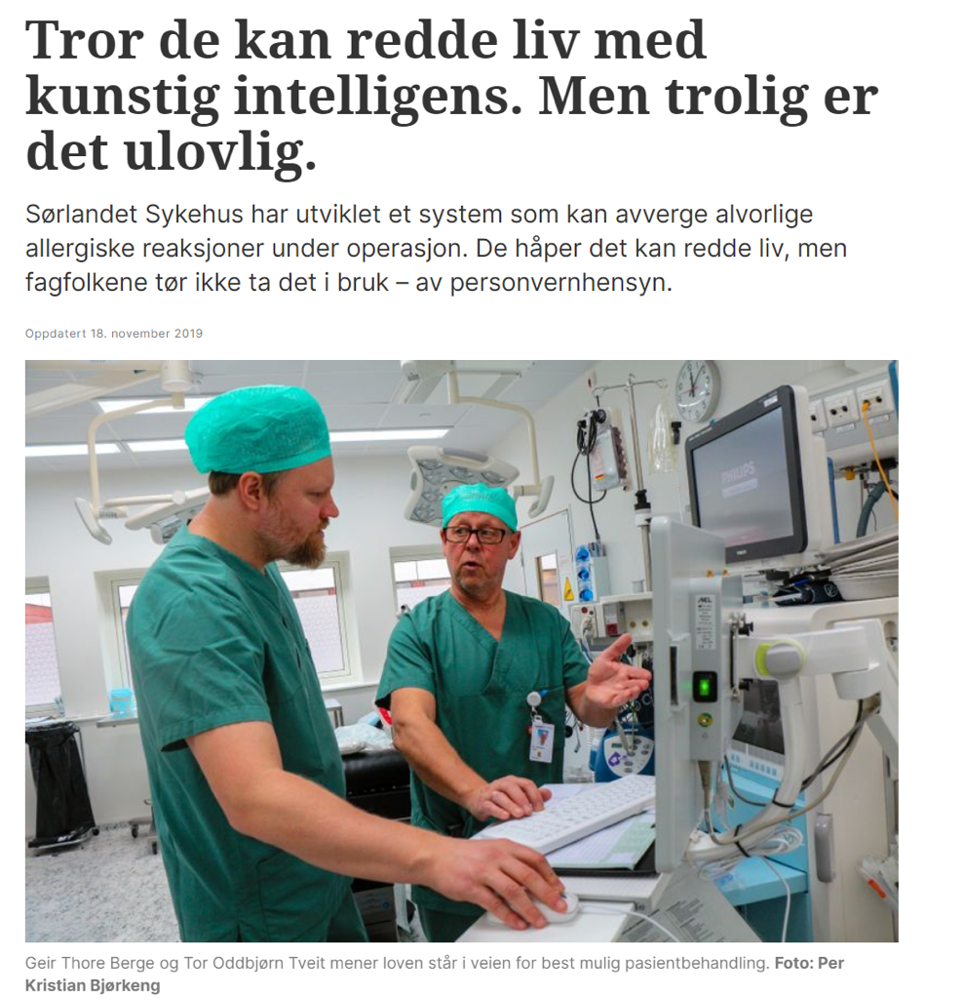 Tror de kan redde liv med
kunstig intelligens. Men trolig er
det ulovlig.
Sørlandet Sykehus har utviklet et system som kan avverge alvorlige
allergiske reaksjoner under operasjon. De håper det kan redde liv, men
fagfolkene tør ikke ta det i bruk – av personvernhensyn.
Oppdatert 18. november 2019
PHILIPS
Geir Thore Berge og Tor Oddbjørn Tveit mener loven står i veien for best mulig pasientbehandling. Foto: Per
Kristian Bjørkeng